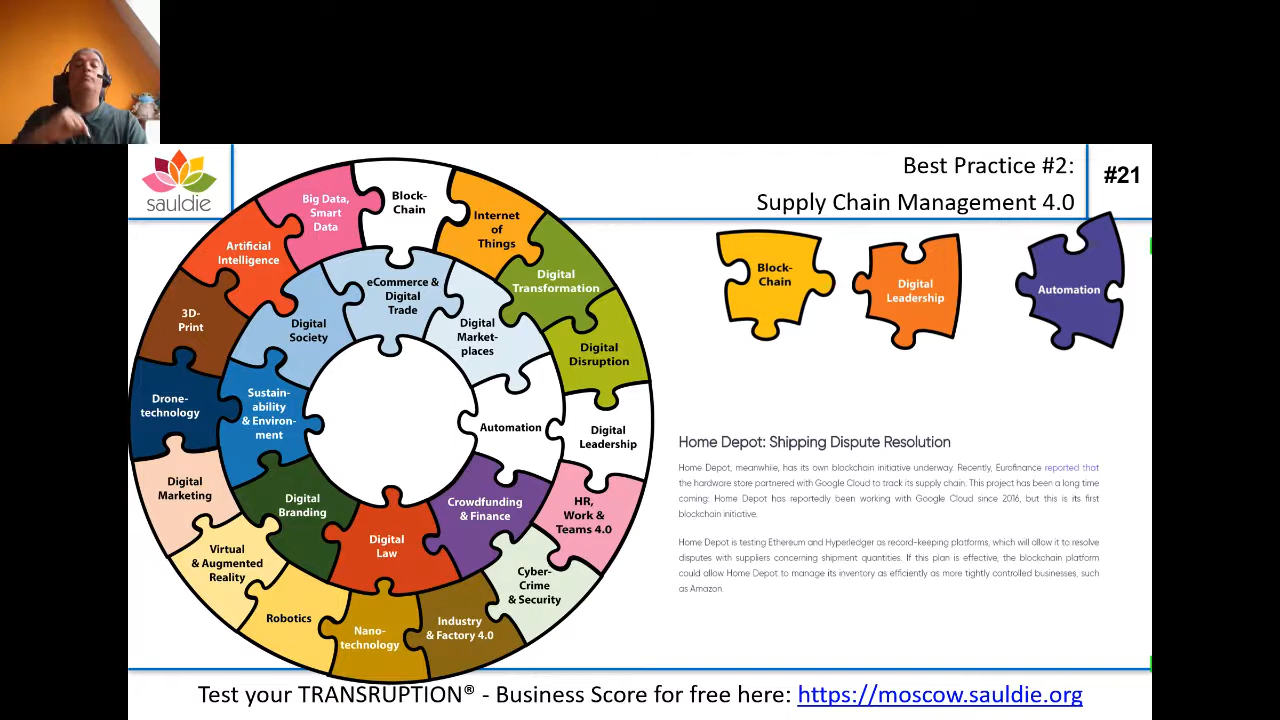 sauldie
Best Practice #2:
Supply Chain Management 4.0
#21
Block-
Chain
Internet
of
Things
Digital
Transformation
Digital
Disruption
Digital
Leadership
HR,
Work &
Teams 4.0
Cyber-
Crime
& Security
Industry
& Factory 4.0
Nano-
technology
Robotics
Virtual
& Augmented
Reality
Digital
Marketing
Drone-
technology
3D-
Print
Artificial
Intelligence
Big Data,
Smart
Data
eCommerce &
Digital
Trade
Digital
Market-
places
Automation
Crowdfunding
& Finance
Digital
Law
Digital
Branding
Sustain-
ability
& Environ-
ment
Digital
Society
Block-
Chain
Digital
Leadership
Automation
Home Depot: Shipping Dispute Resolution
Home Depot, meanwhile, has its own blockchain initiative underway. Recently, Eurofinance reported that
the hardware store partnered with Google Cloud to track its supply chain. This project has been a long time
coming: Home Depot has reportedly been working with Google Cloud since 2016, but this is its first
blockchain initiative.
Home Depot is testing Ethereum and Hyperledger as record-keeping platforms, which will allow it to resolve
disputes with suppliers concerning shipment quantities. If this plan is effective, the blockchain platform
could allow Home Depot to manage its inventory as efficiently as more tightly controlled businesses, such
as Amazon.
Test your TRANSRUPTION® - Business Score for free here: https://moscow.sauldie.org